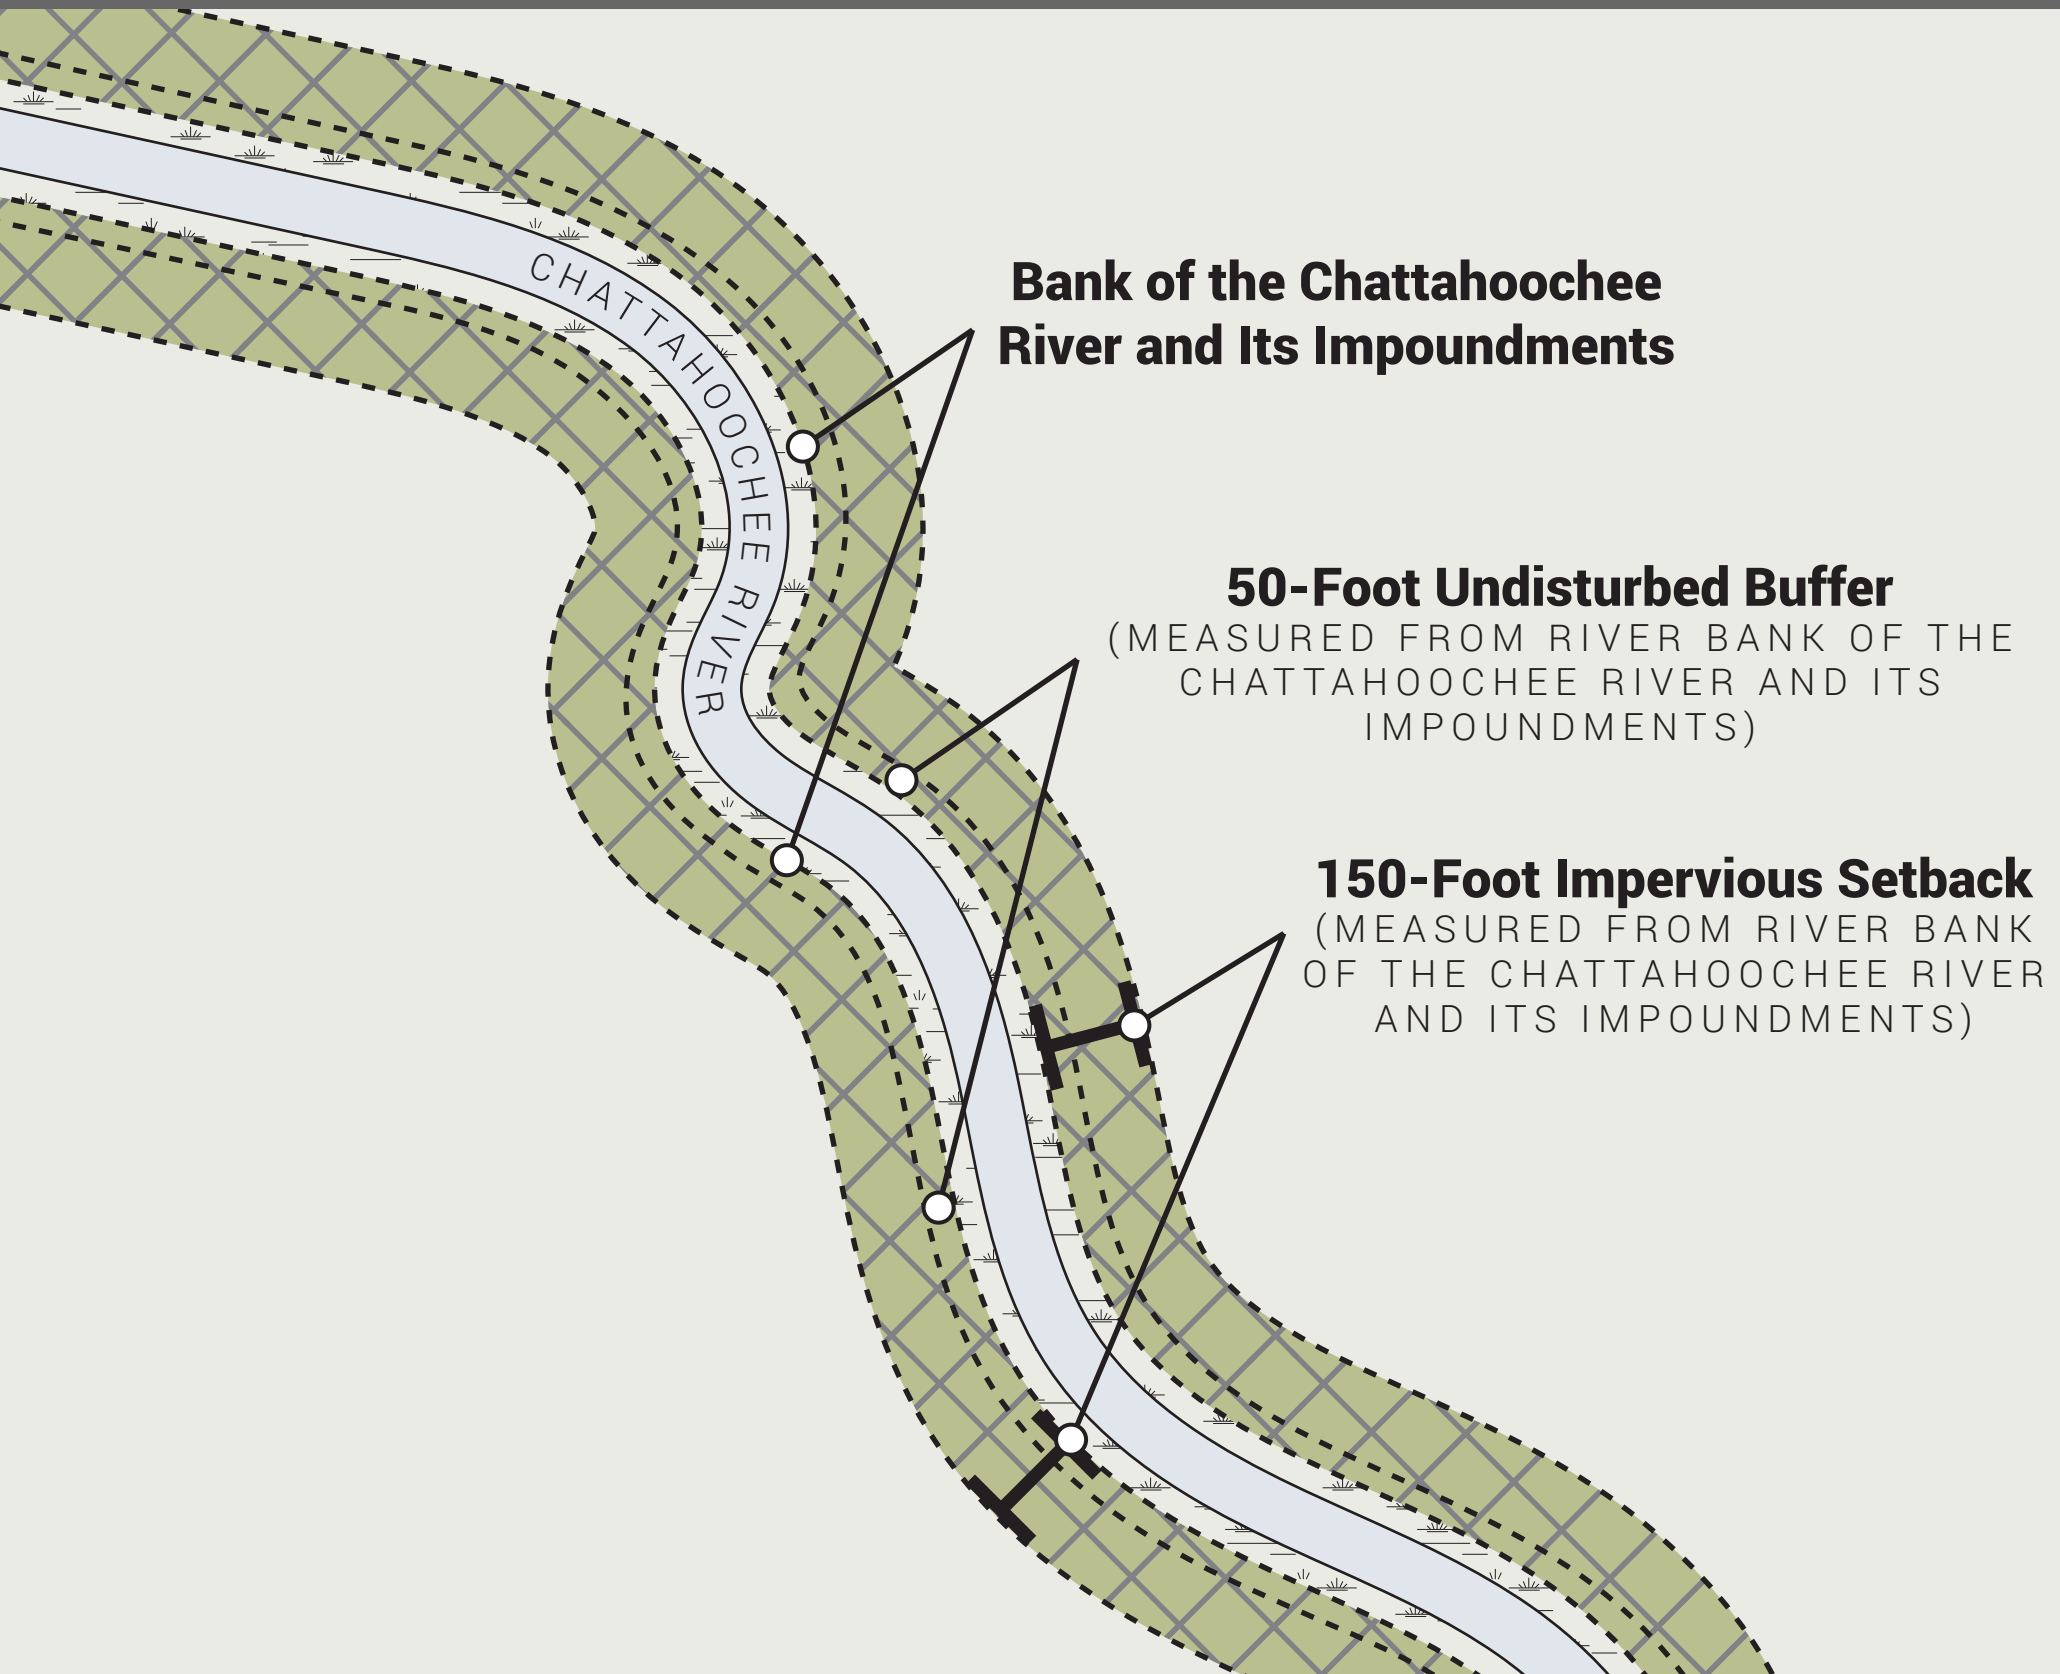 CHATTAHOOCHEE RIVER
Bank of the Chattahoochee
River and Its Impoundments
50-Foot Undisturbed Buffer
(MEASURED FROM RIVER BANK OF THE
CHATTAHOOCHEE RIVER AND ITS
IMPOUNDMENTS)
150-Foot Impervious Setback
(MEASURED FROM RIVER BANK
OF THE CHATTAHOOCHEE RIVER
AND ITS IMPOUNDMENTS)